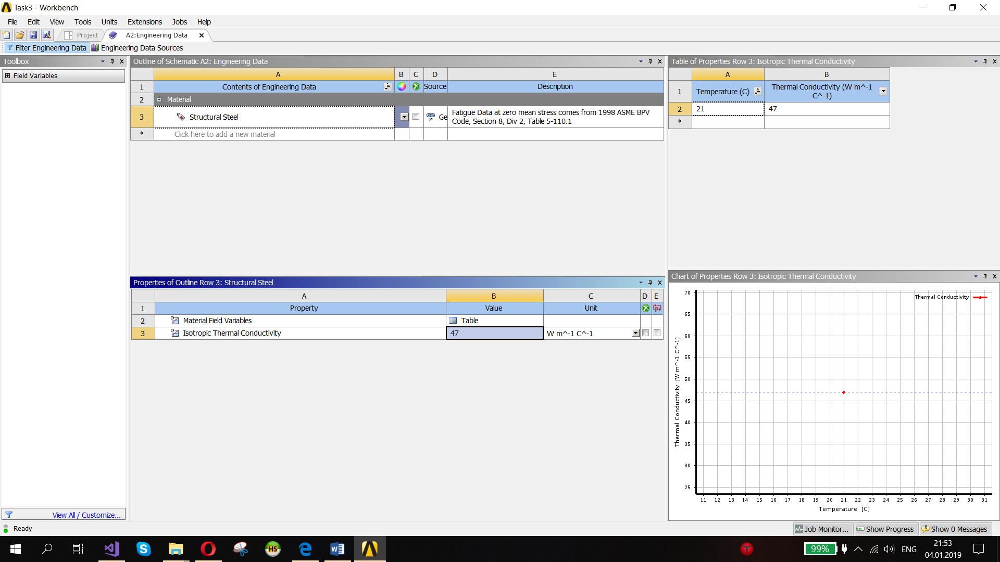 Task3 - Workbench
File Edit View Tools Units Extensions Jobs Help
Project A2:Engineering Data
Filter Engineering Data Engineering Data Sources
Toolbox
Field Variables
View All / Customize...
Outline of Schematic A2: Engineering Data
A B C D E
1 Contents of Engineering Data Source Description
2 Material
3 Structural Steel Ge Fatigue Data at zero mean stress comes from 1998 ASME BPV
Code, Section 8, Div 2, Table 5-110.1
* Click here to add a new material
Properties of Outline Row 3: Structural Steel
A B C D E
1 Property Value Unit
2 Material Field Variables Table
3 Isotropic Thermal Conductivity 47 W m^-1 C^-1
Table of Properties Row 3: Isotropic Thermal Conductivity
A B
1 Temperature (C) Thermal Conductivity (W m^-1
C^-1)
2 21 47
*
Chart of Properties Row 3: Isotropic Thermal Conductivity
Thermal Conductivity
Thermal Conductivity [W m^-1 C^-1]
70
65
60
55
50
45
40
35
30
25
11 12 13 14 15 16 17 18 19 20 21 22 23 24 25 26 27 28 29 30 31
Temperature [C]
Ready
Job Monitor... Show Progress Show 0 Messages
HS
99%
ENG
21:53
04.01.2019